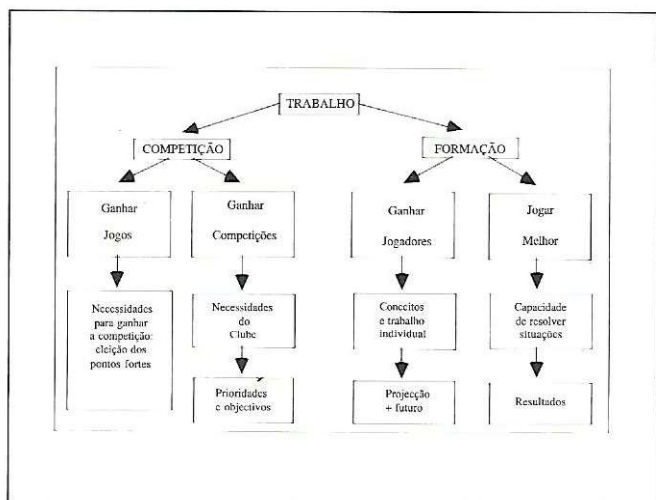 TRABALHO
COMPETIÇÃO
FORMAÇÃO
Ganhar
Jogos
Ganhar
Competições
Ganhar
Jogadores
Jogar
Melhor
Necessidades
para ganhar
a competição:
eleição dos
pontos fortes
Necessidades
do
Clube
Conceitos
e trabalho
individual
Capacidade
de resolver
situações
Prioridades
e objectivos
Projecção
+ futuro
Resultados